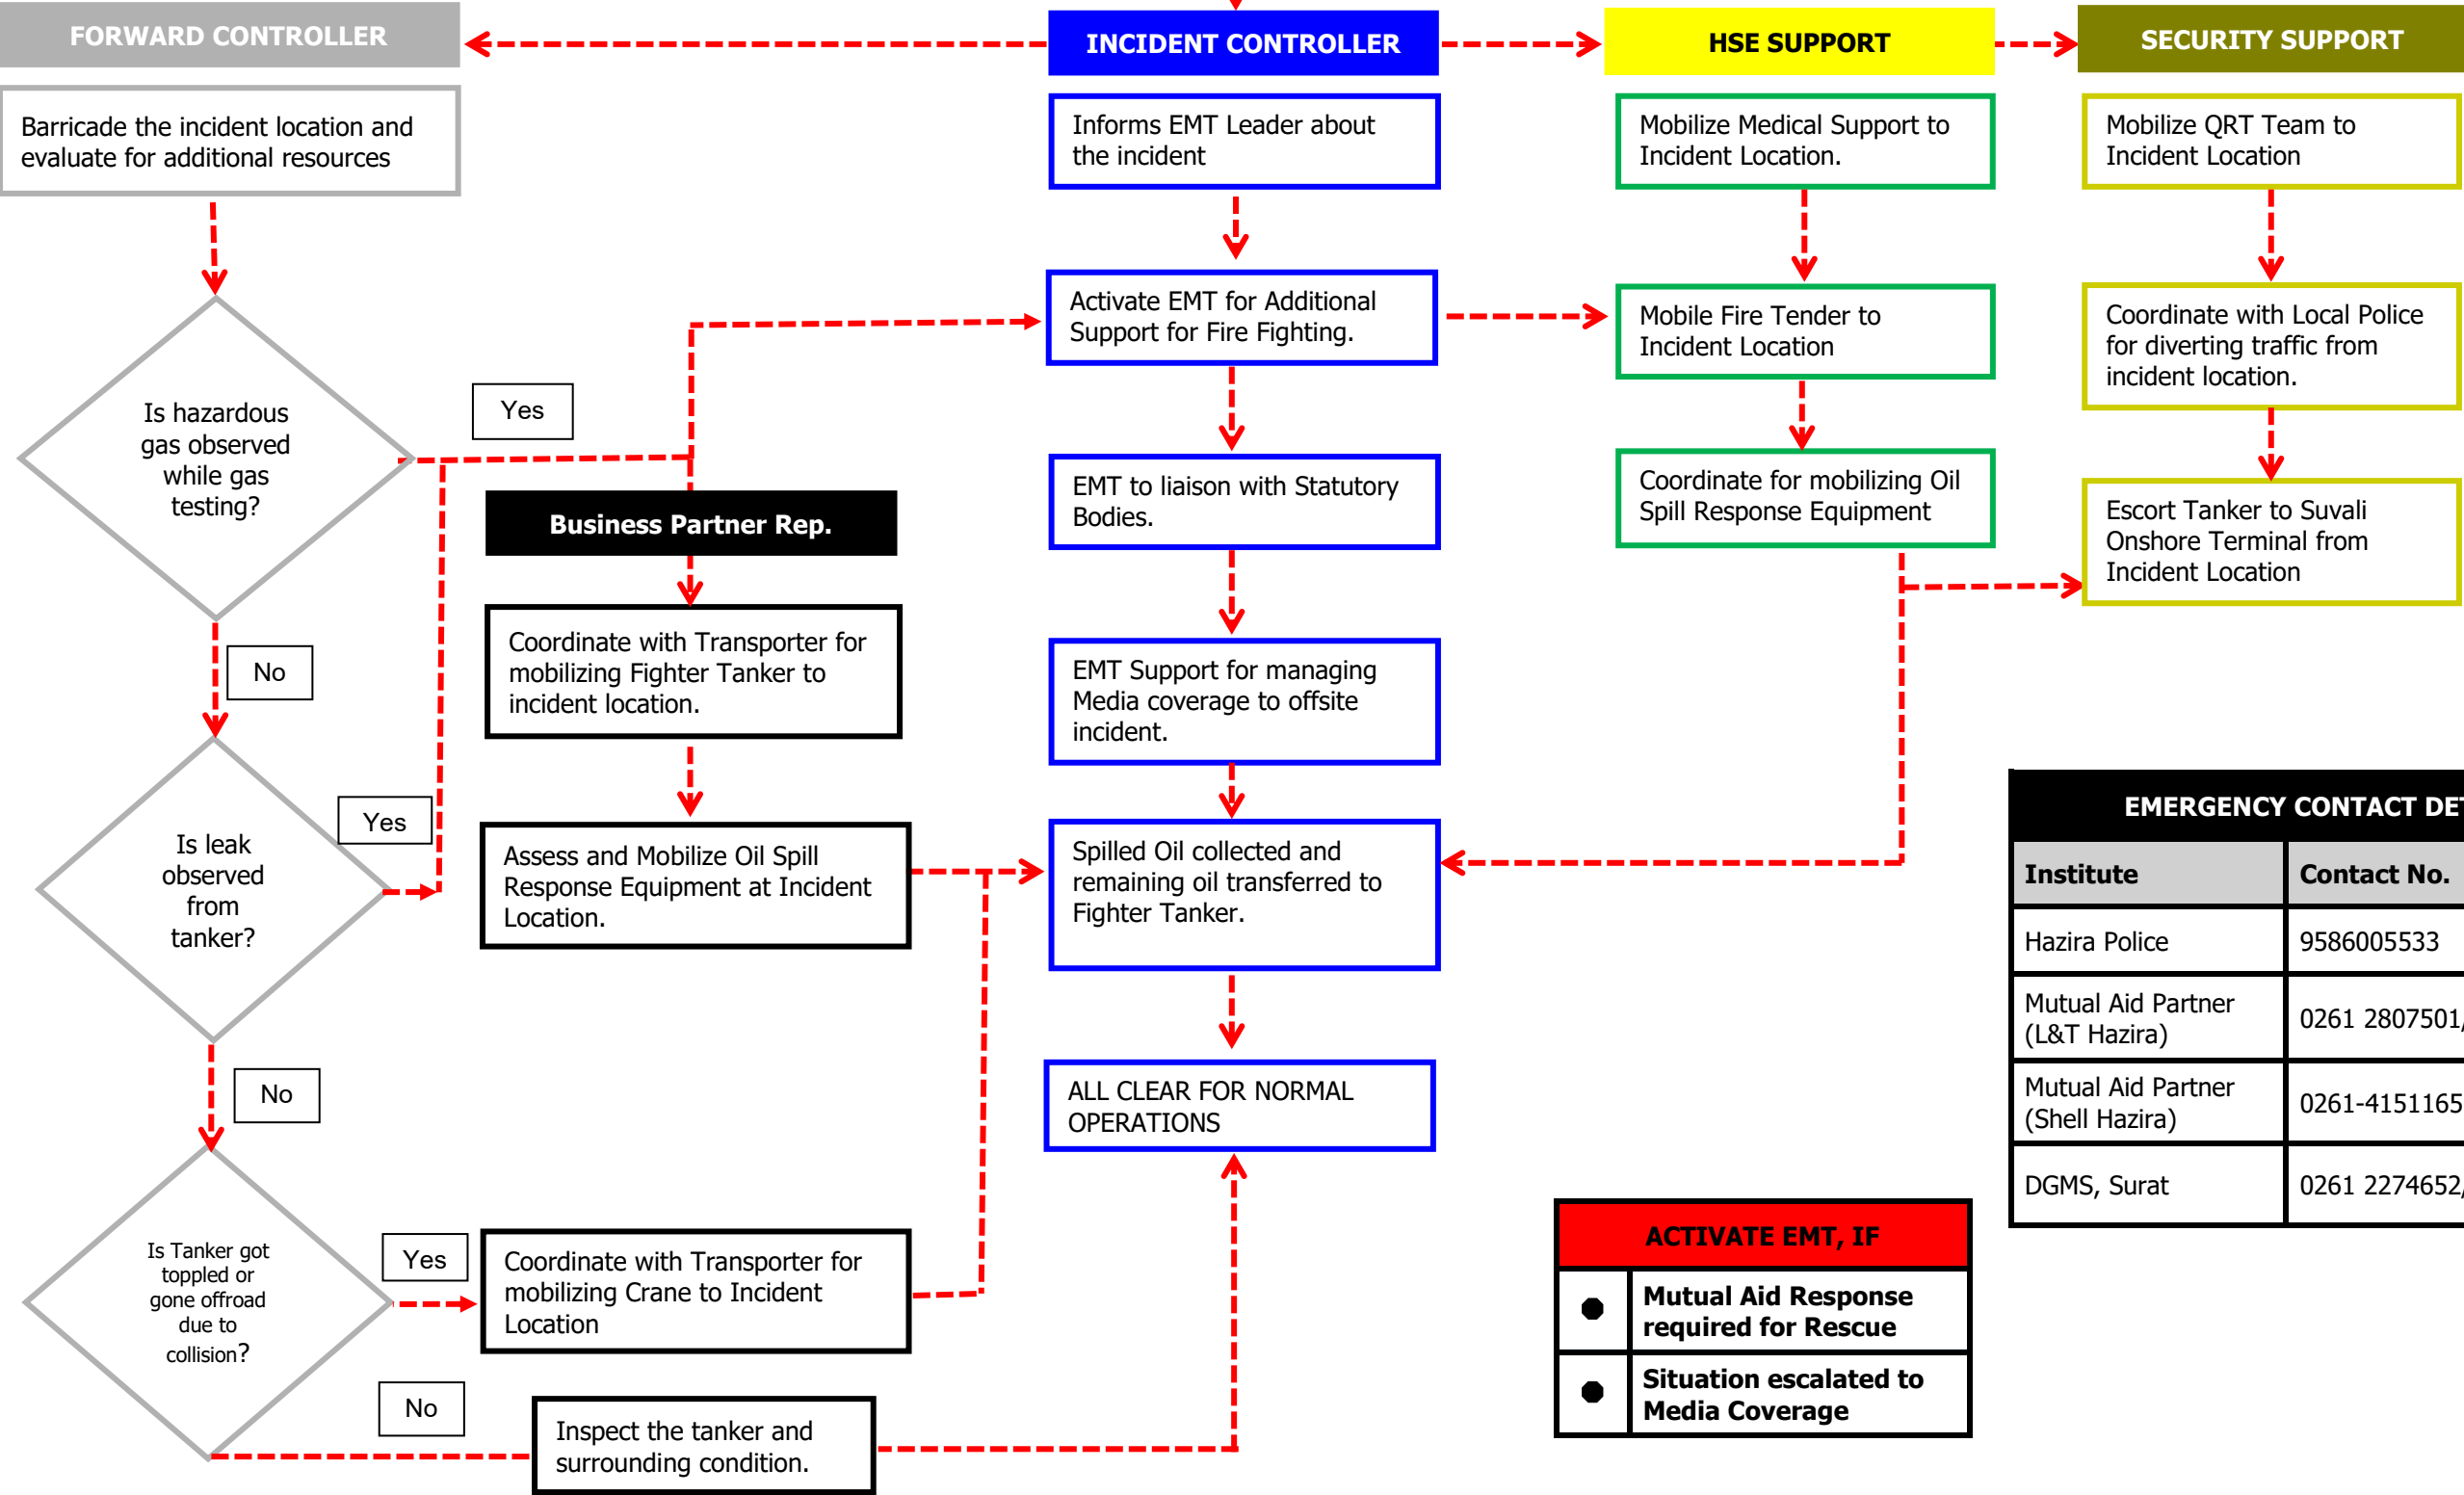 FORWARD CONTROLLER
INCIDENT CONTROLLER
HSE SUPPORT
SECURITY SUPPORT
Barricade the incident location and
evaluate for additional resources
Is hazardous
gas observed
while gas
testing?
Yes
No
Is leak
observed
from
tanker?
Yes
No
Is Tanker got
toppled or
gone offroad
due to
collision?
Yes
No
Business Partner Rep.
Coordinate with Transporter for
mobilizing Fighter Tanker to
incident location.
Assess and Mobilize Oil Spill
Response Equipment at Incident
Location.
Coordinate with Transporter for
mobilizing Crane to Incident
Location
Inspect the tanker and
surrounding condition.
Informs EMT Leader about
the incident
Activate EMT for Additional
Support for Fire Fighting.
EMT to liaison with Statutory
Bodies.
EMT Support for managing
Media coverage to offsite
incident.
Spilled Oil collected and
remaining oil transferred to
Fighter Tanker.
ALL CLEAR FOR NORMAL
OPERATIONS
Mobilize Medical Support to
Incident Location.
Mobile Fire Tender to
Incident Location
Coordinate for mobilizing Oil
Spill Response Equipment
Mobilize QRT Team to
Incident Location
Coordinate with Local Police
for diverting traffic from
incident location.
Escort Tanker to Suvali
Onshore Terminal from
Incident Location
ACTIVATE EMT, IF
● Mutual Aid Response
required for Rescue
● Situation escalated to
Media Coverage
EMERGENCY CONTACT DET
Institute Contact No.
Hazira Police 9586005533
Mutual Aid Partner
(L&T Hazira) 0261 2807501,
Mutual Aid Partner
(Shell Hazira) 0261-4151165
DGMS, Surat 0261 2274652,